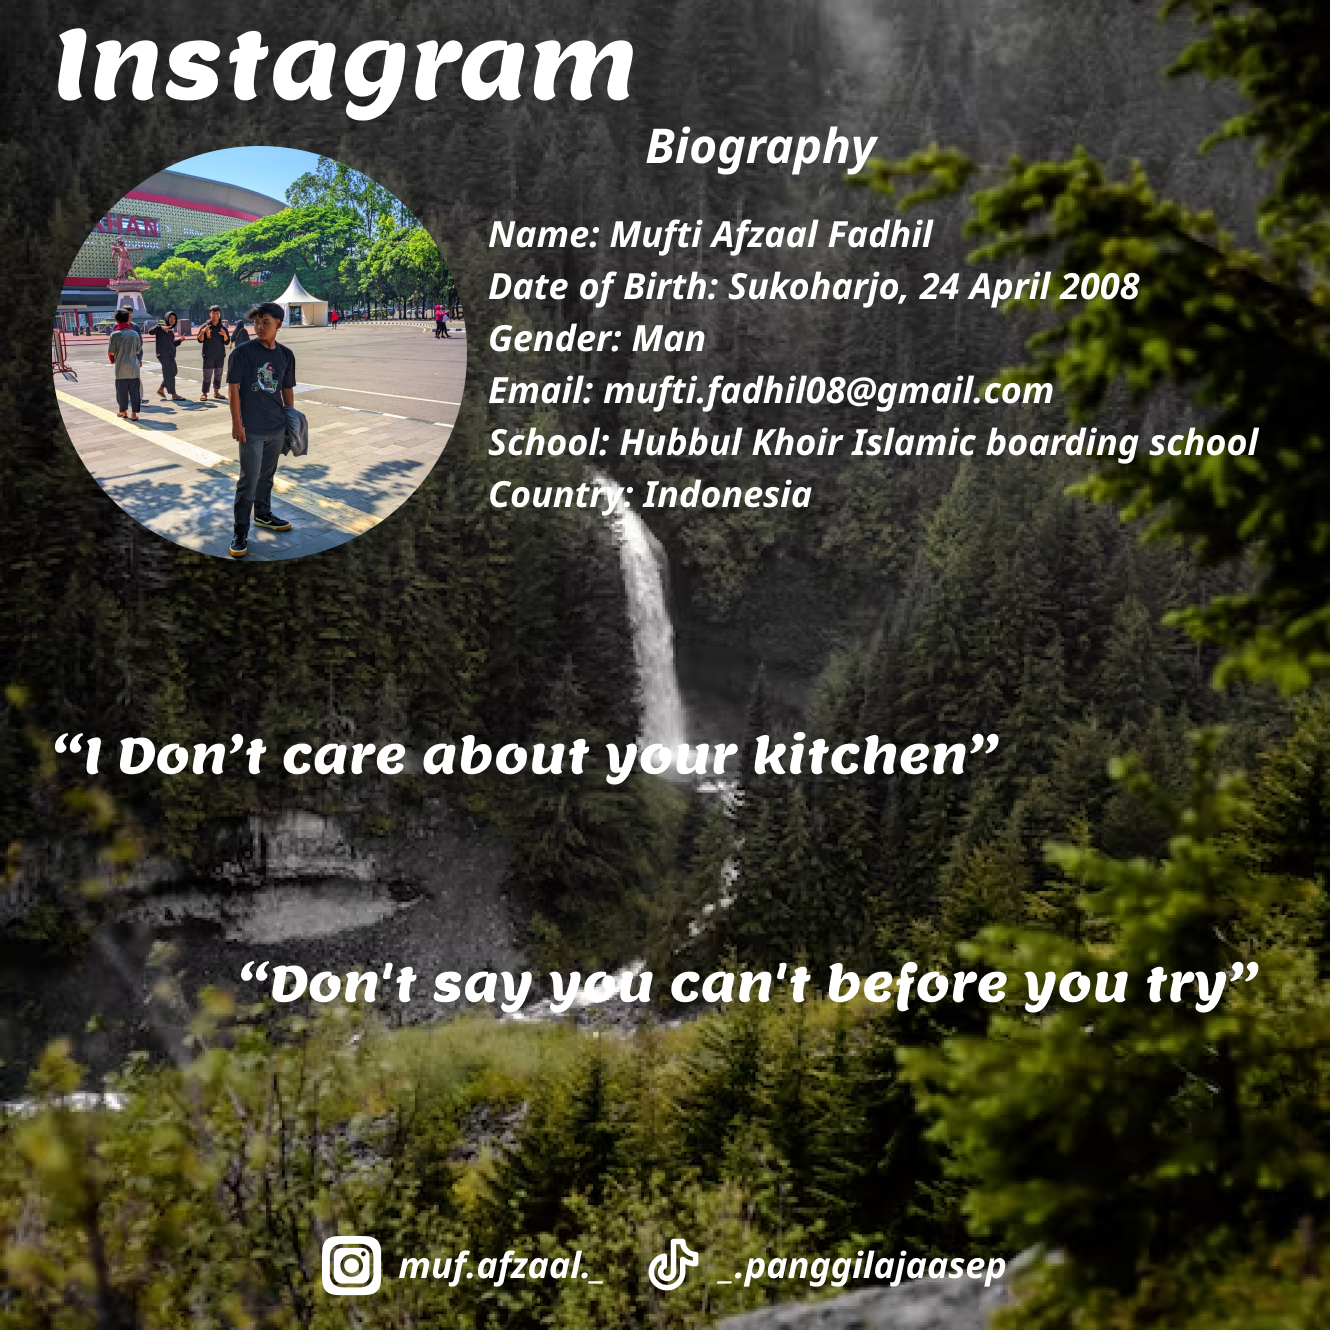 Instagram
Biography
KHAN
Name: Mufti Afzaal Fadhil
Date of Birth: Sukoharjo, 24 April 2008
Gender: Man
Email: mufti.fadhil08@gmail.com
School: Hubbul Khoir Islamic boarding school
Country: Indonesia
“I Don’t care about your kitchen”
“Don't say you can't before you try”
muf.afzaal._
_.panggilajaasep